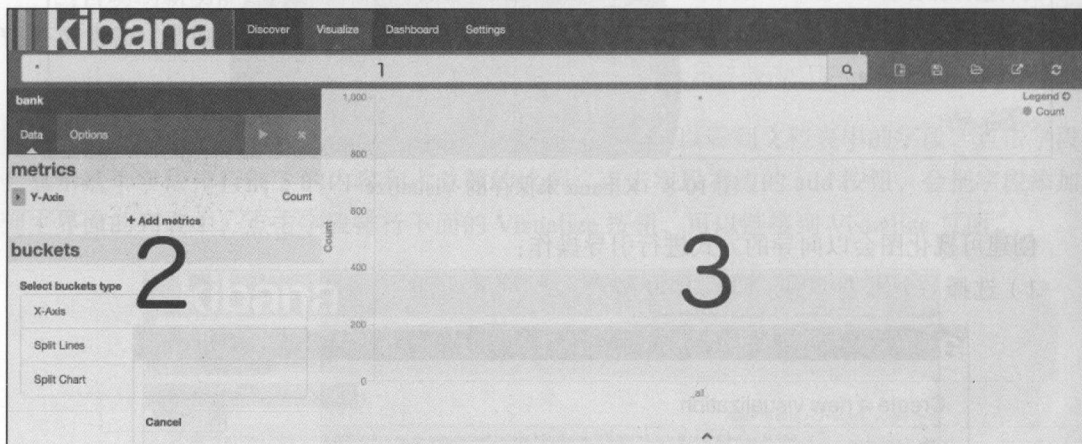 kibana Discover Visualize Dashboard Settings
* 1
bank
Data Options
metrics
Y-Axis Count
+ Add metrics
buckets
2
Select buckets type
X-Axis
Split Lines
Split Chart
Cancel
Legend
Count
1,000
800
600
400
200
0
Count
3
_all